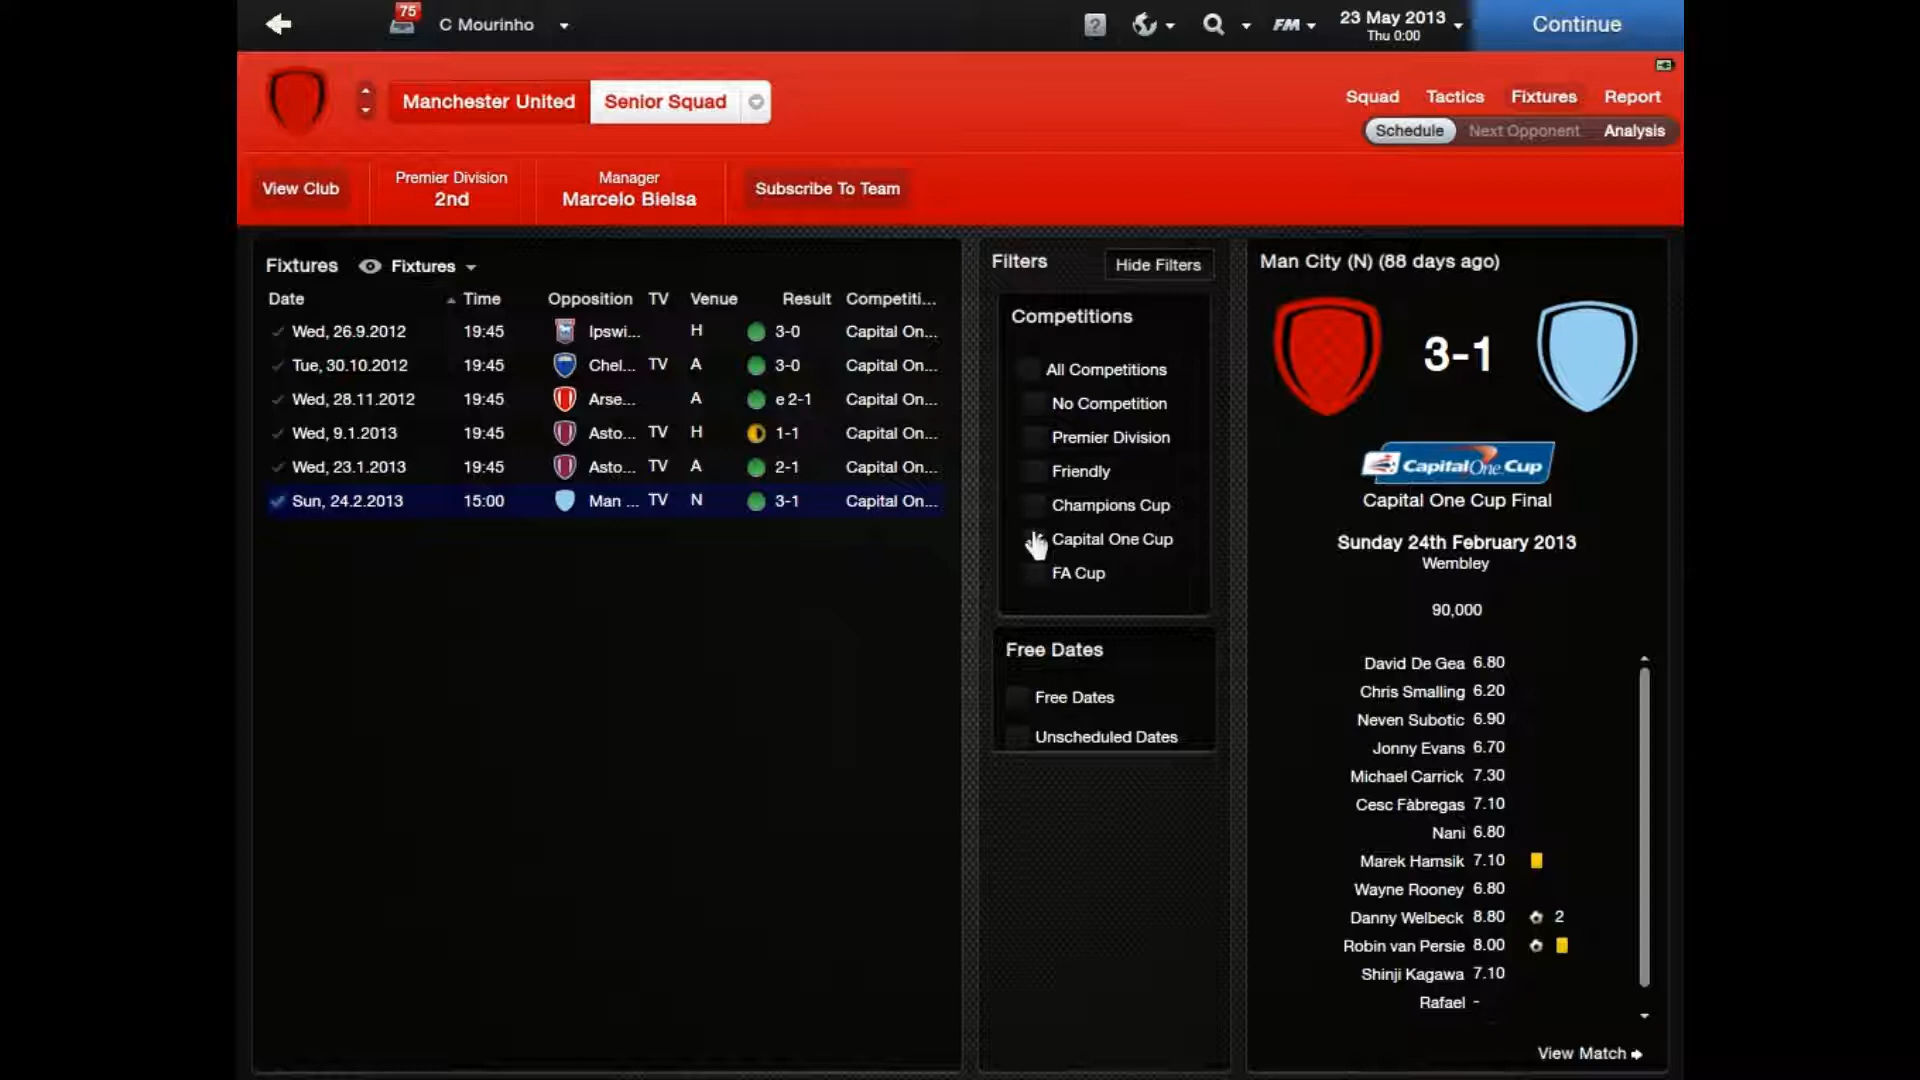 75
C Mourinho
?
FM
23 May 2013
Thu 0:00
Continue
Manchester United
Senior Squad
Squad Tactics Fixtures Report
Schedule Next Opponent Analysis
View Club
Premier Division
2nd
Manager
Marcelo Bielsa
Subscribe To Team
Fixtures Fixtures
Date Time Opposition TV Venue Result Competiti...
Wed, 26.9.2012 19:45 Ipswi... H 3-0 Capital On...
Tue, 30.10.2012 19:45 Chel... TV A 3-0 Capital On...
Wed, 28.11.2012 19:45 Arse... A e 2-1 Capital On...
Wed, 9.1.2013 19:45 Asto... TV H 1-1 Capital On...
Wed, 23.1.2013 19:45 Asto... TV A 2-1 Capital On...
Sun, 24.2.2013 15:00 Man ... TV N 3-1 Capital On...
Filters Hide Filters
Competitions
All Competitions
No Competition
Premier Division
Friendly
Champions Cup
Capital One Cup
FA Cup
Free Dates
Free Dates
Unscheduled Dates
Man City (N) (88 days ago)
3-1
Capital One Cup
Capital One Cup Final
Sunday 24th February 2013
Wembley
90,000
David De Gea 6.80
Chris Smalling 6.20
Neven Subotic 6.90
Jonny Evans 6.70
Michael Carrick 7.30
Cesc Fàbregas 7.10
Nani 6.80
Marek Hamsik 7.10
Wayne Rooney 6.80
Danny Welbeck 8.80 2
Robin van Persie 8.00
Shinji Kagawa 7.10
Rafael -
View Match